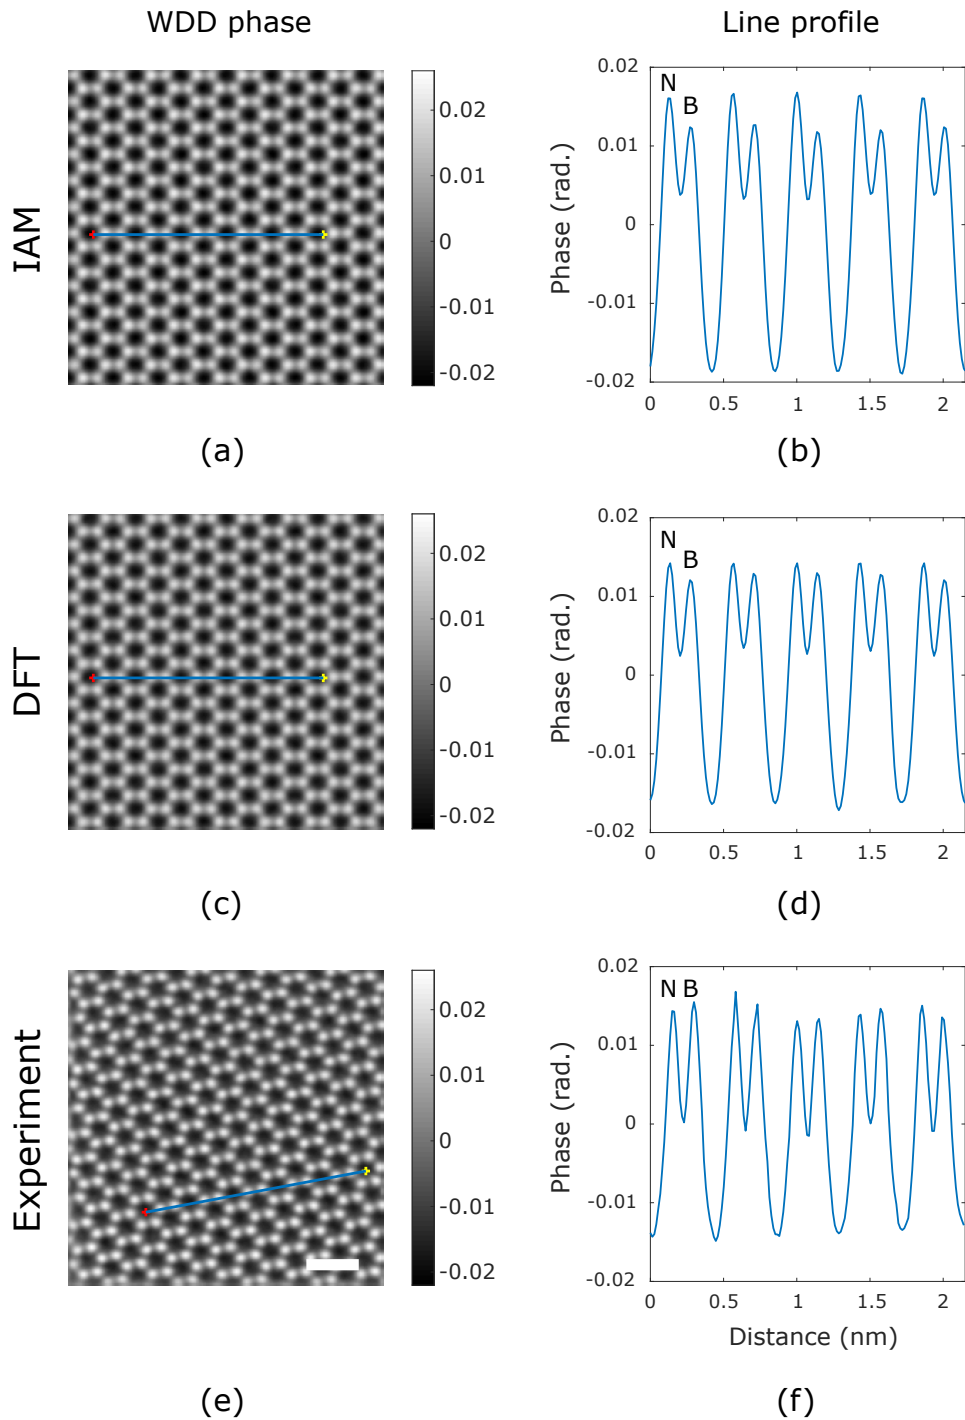 WDD phase
Line profile
IAM
0.02
0.01
0
-0.01
-0.02
Phase (rad.)
0.02
0.01
0
-0.01
-0.02
N
B
0
0.5
1
1.5
2
(a)
(b)
DFT
0.02
0.01
0
-0.01
-0.02
Phase (rad.)
0.02
0.01
0
-0.01
-0.02
N
B
0
0.5
1
1.5
2
(c)
(d)
Experiment
0.02
0.01
0
-0.01
-0.02
Phase (rad.)
0.02
0.01
0
-0.01
-0.02
N B
0
0.5
1
1.5
2
Distance (nm)
(e)
(f)